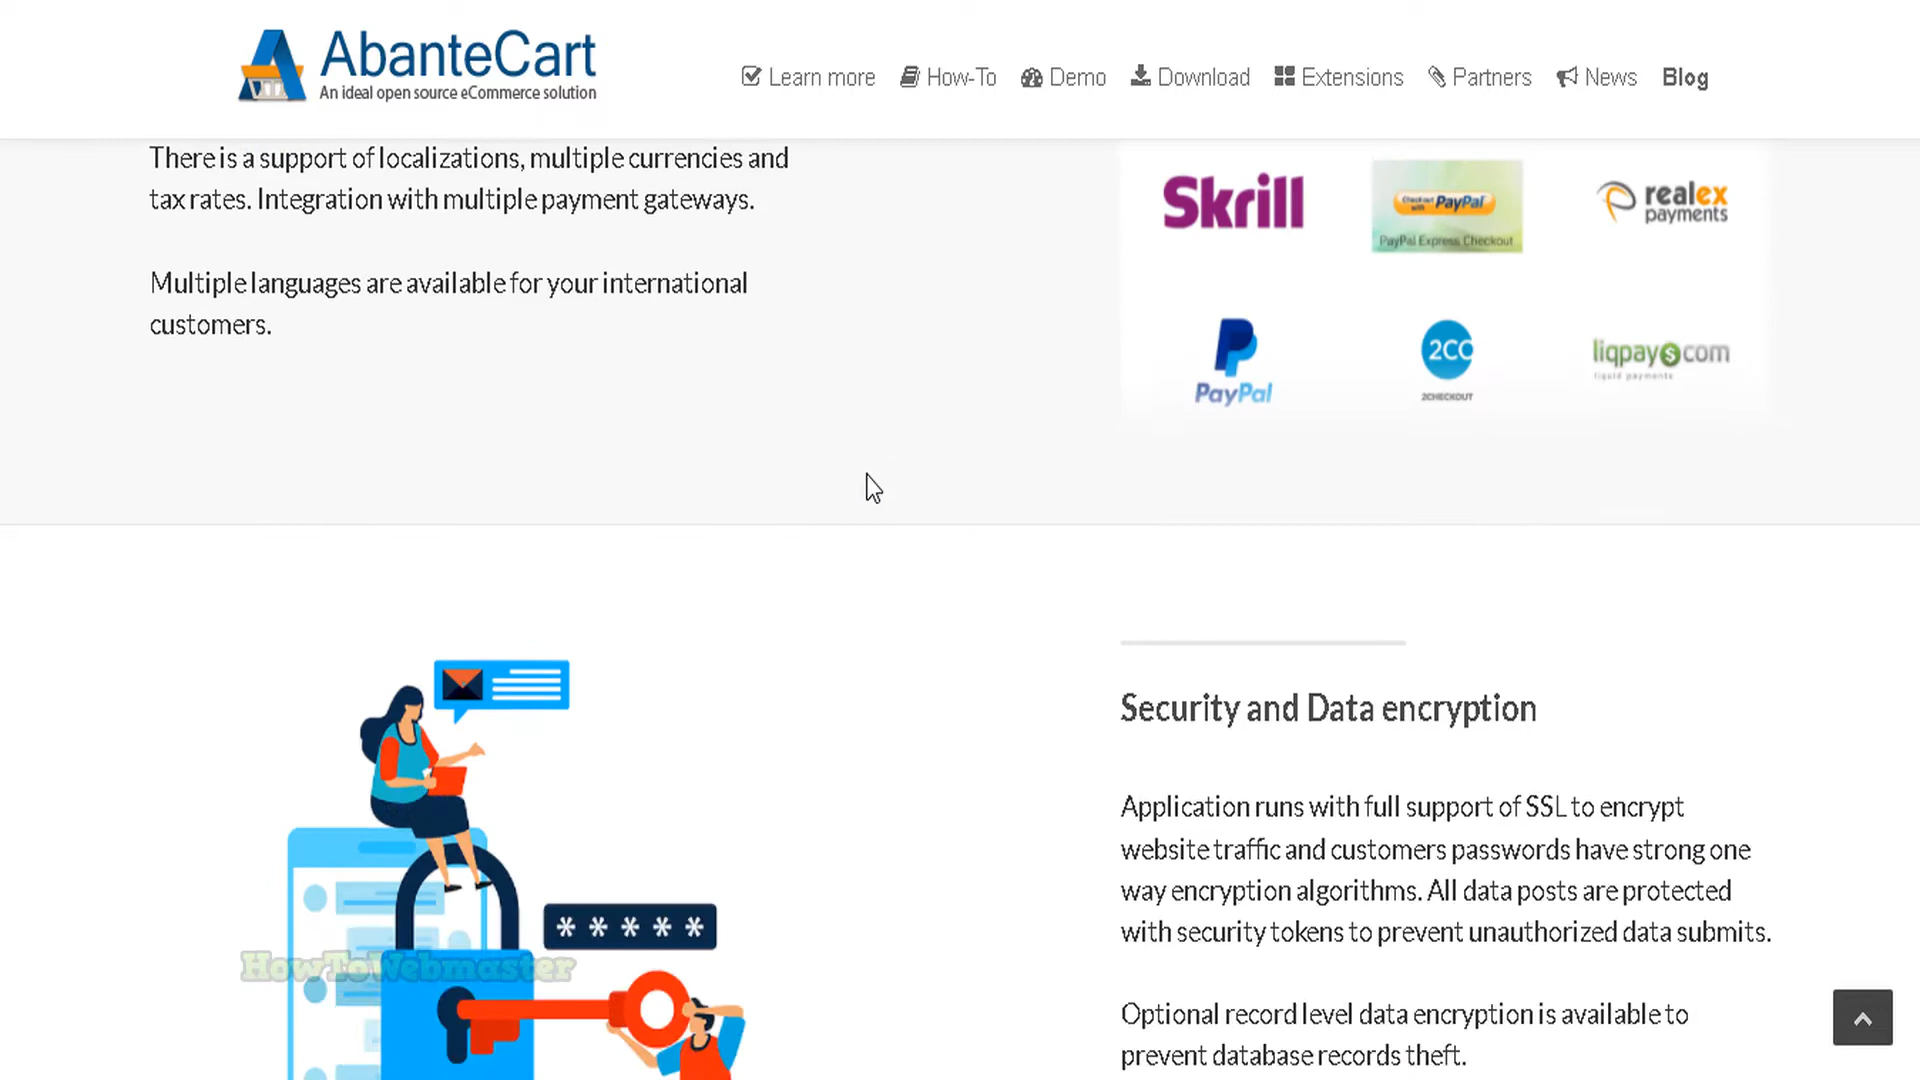 AbanteCart
An ideal open source eCommerce solution
Learn more How-To Demo Download Extensions Partners News Blog
There is a support of localizations, multiple currencies and
tax rates. Integration with multiple payment gateways.
Multiple languages are available for your international
customers.
Skrill
Check out with PayPal
PayPal Express Checkout
realex
payments
PayPal
2CO
2CHECKOUT
liqpay$com
liquid payments
Security and Data encryption
Application runs with full support of SSL to encrypt
website traffic and customers passwords have strong one
way encryption algorithms. All data posts are protected
with security tokens to prevent unauthorized data submits.
Optional record level data encryption is available to
prevent database records theft.
*****
HowToWebmaster